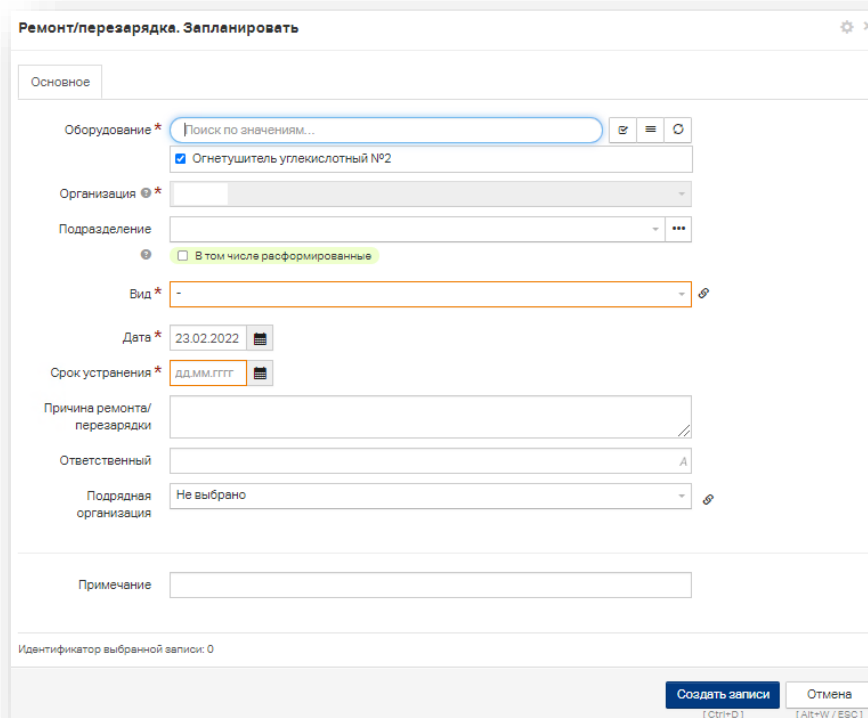 Ремонт/перезарядка. Запланировать
Основное
Оборудование *
Поиск по значениям...
Огнетушитель углекислотный №2
Организация *
Подразделение
В том числе расформированные
Вид * -
Дата * 23.02.2022
Срок устранения * дд.мм.гггг
Причина ремонта/
перезарядки
Ответственный A
Подрядная
организация
Не выбрано
Примечание
Идентификатор выбранной записи: 0
Создать записи Отмена
[Ctrl+D] [Alt+W / ESC]